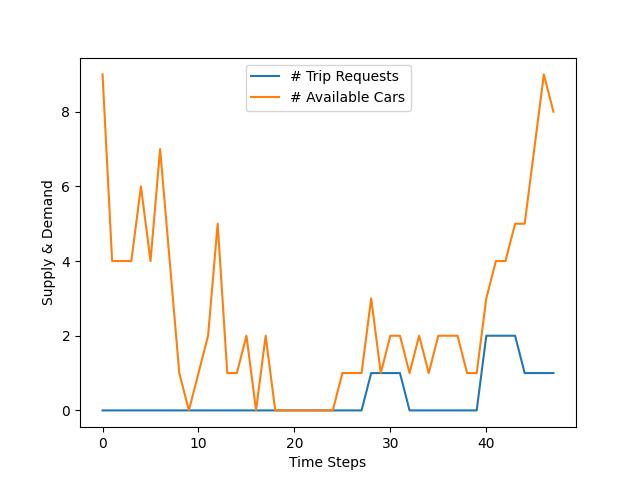 # Trip Requests
# Available Cars
8
6
4
2
0
Supply & Demand
0 10 20 30 40
Time Steps